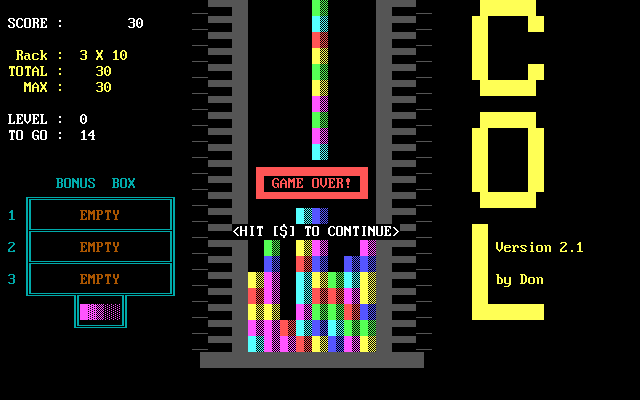 SCORE :        30
Rack :  3 X 10
TOTAL :    30
MAX :    30
LEVEL :  0
TO GO :  14
BONUS  BOX
1 EMPTY
2 EMPTY
3 EMPTY
GAME OVER!
<HIT [$] TO CONTINUE>
C
O
L
Version 2.1
by Don